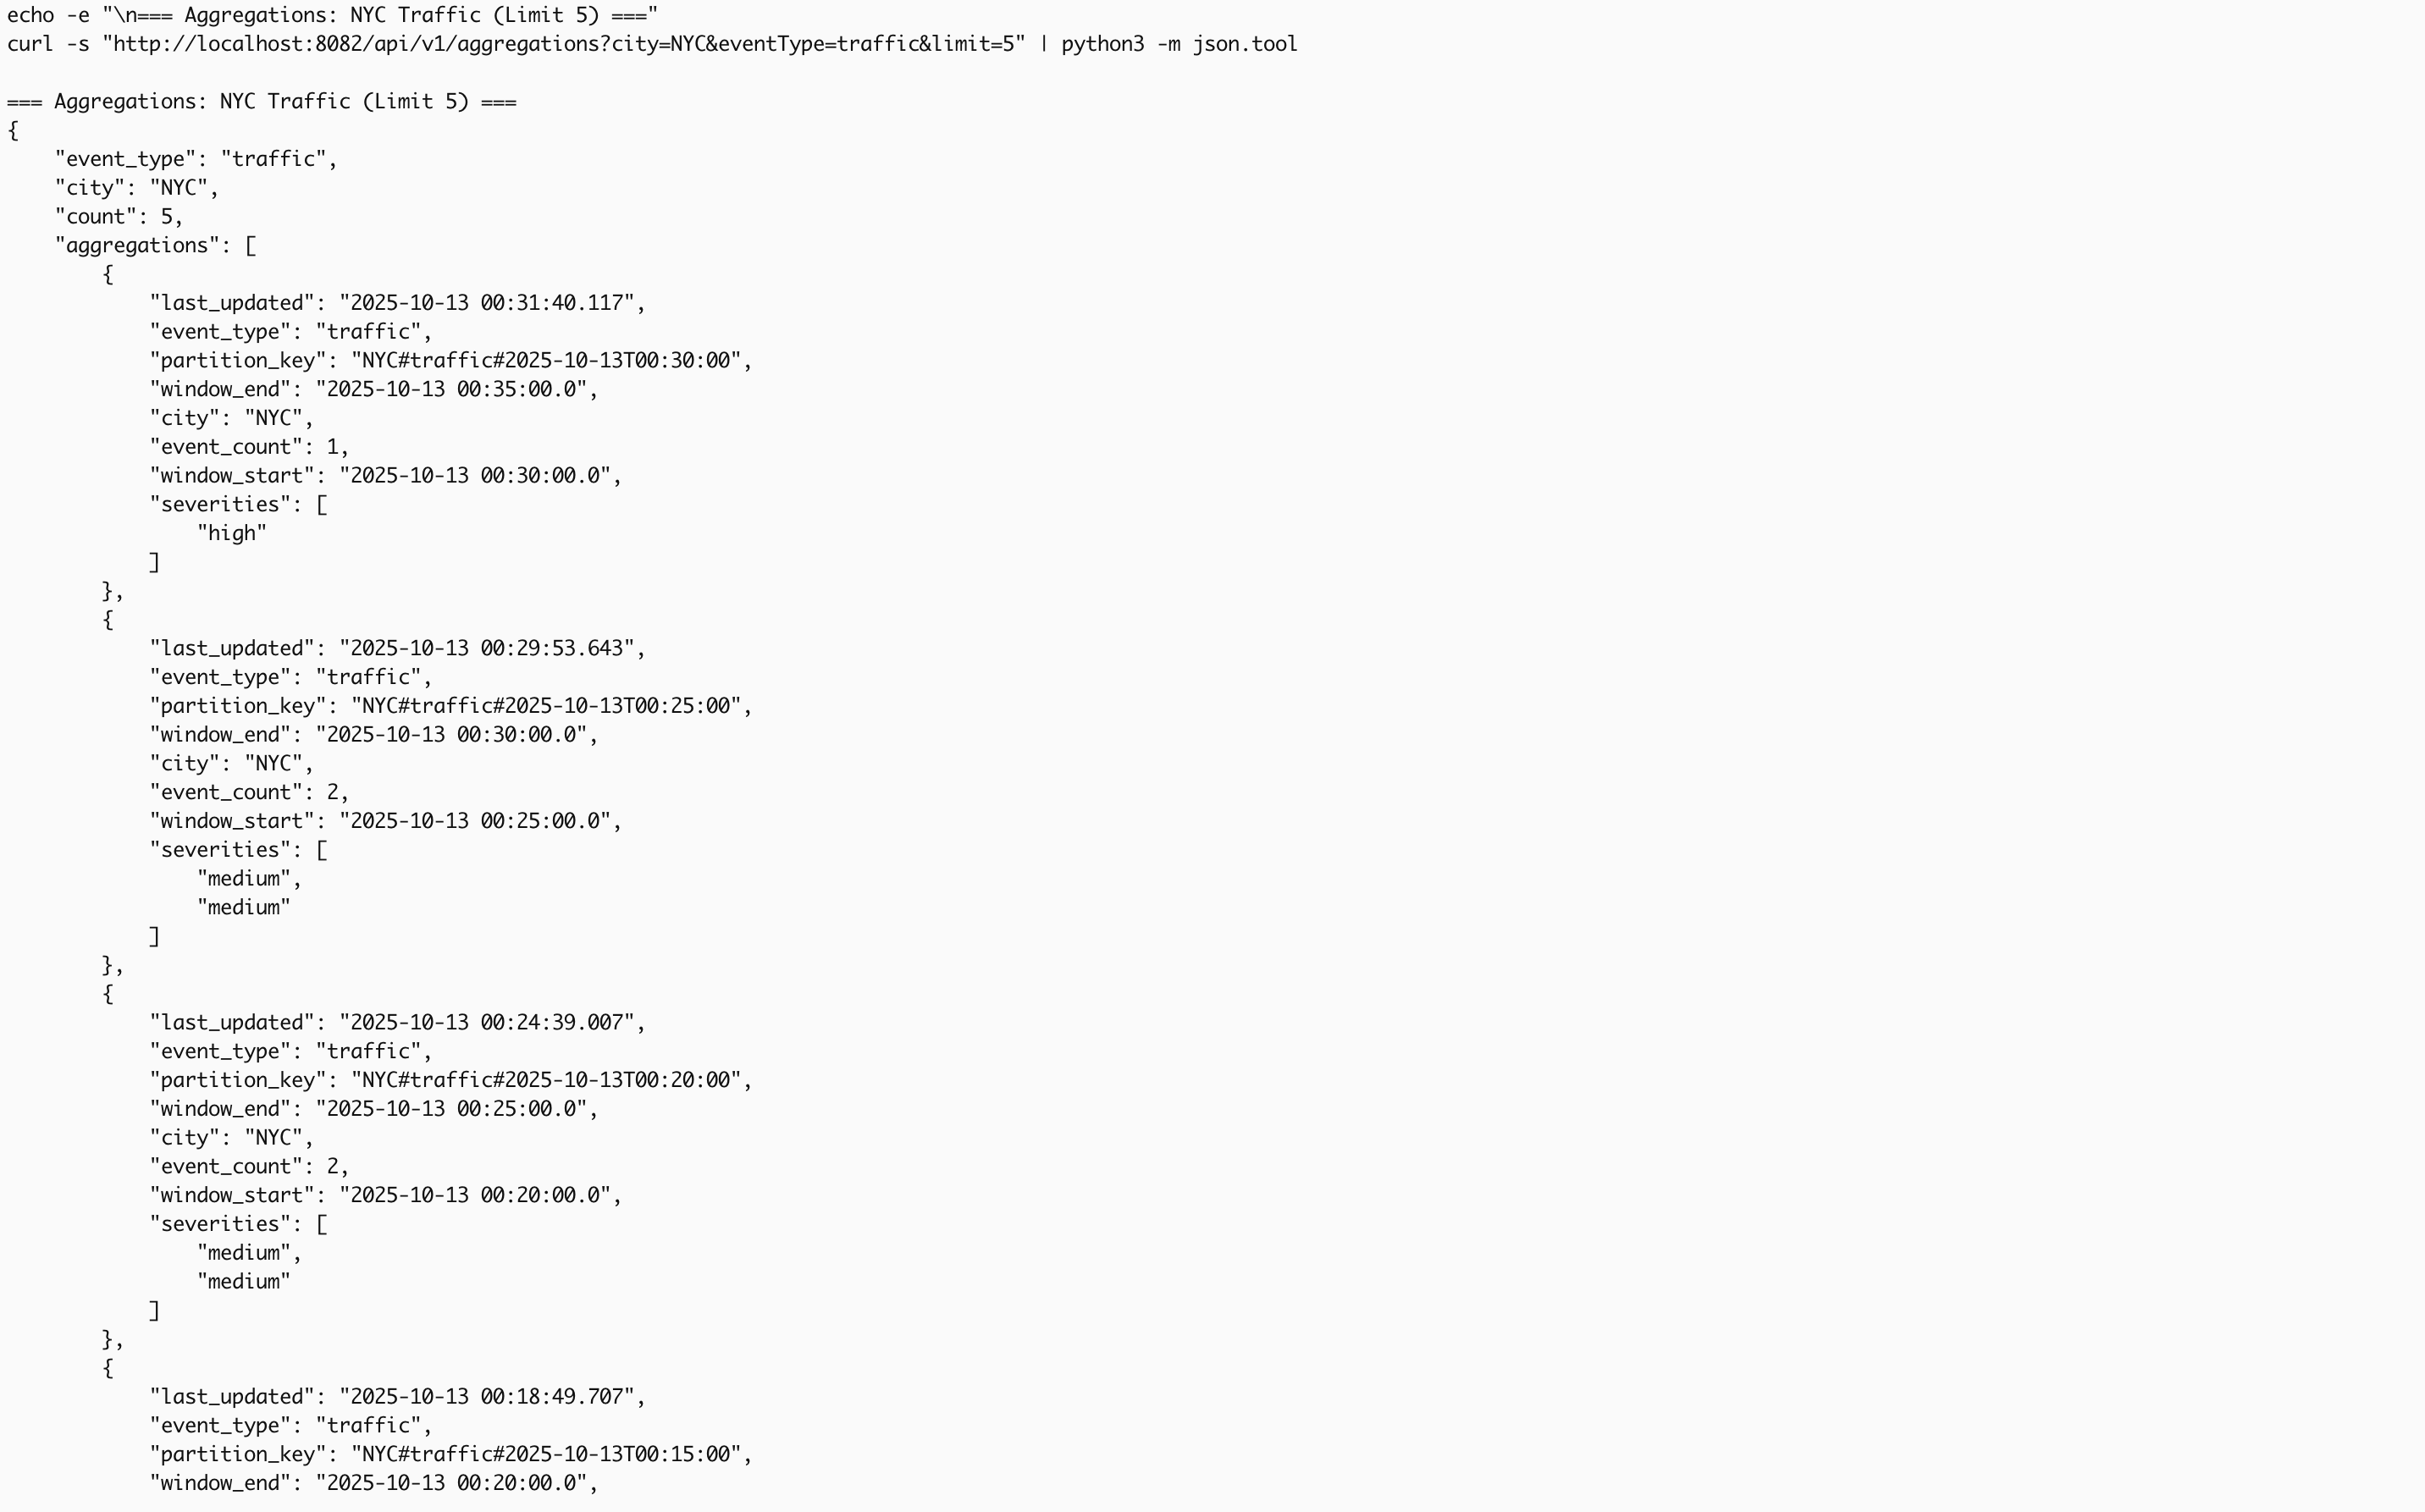 echo -e "\n=== Aggregations: NYC Traffic (Limit 5) ==="
curl -s "http://localhost:8082/api/v1/aggregations?city=NYC&eventType=traffic&limit=5" | python3 -m json.tool

=== Aggregations: NYC Traffic (Limit 5) ===
{
    "event_type": "traffic",
    "city": "NYC",
    "count": 5,
    "aggregations": [
        {
            "last_updated": "2025-10-13 00:31:40.117",
            "event_type": "traffic",
            "partition_key": "NYC#traffic#2025-10-13T00:30:00",
            "window_end": "2025-10-13 00:35:00.0",
            "city": "NYC",
            "event_count": 1,
            "window_start": "2025-10-13 00:30:00.0",
            "severities": [
                "high"
            ]
        },
        {
            "last_updated": "2025-10-13 00:29:53.643",
            "event_type": "traffic",
            "partition_key": "NYC#traffic#2025-10-13T00:25:00",
            "window_end": "2025-10-13 00:30:00.0",
            "city": "NYC",
            "event_count": 2,
            "window_start": "2025-10-13 00:25:00.0",
            "severities": [
                "medium",
                "medium"
            ]
        },
        {
            "last_updated": "2025-10-13 00:24:39.007",
            "event_type": "traffic",
            "partition_key": "NYC#traffic#2025-10-13T00:20:00",
            "window_end": "2025-10-13 00:25:00.0",
            "city": "NYC",
            "event_count": 2,
            "window_start": "2025-10-13 00:20:00.0",
            "severities": [
                "medium",
                "medium"
            ]
        },
        {
            "last_updated": "2025-10-13 00:18:49.707",
            "event_type": "traffic",
            "partition_key": "NYC#traffic#2025-10-13T00:15:00",
            "window_end": "2025-10-13 00:20:00.0",